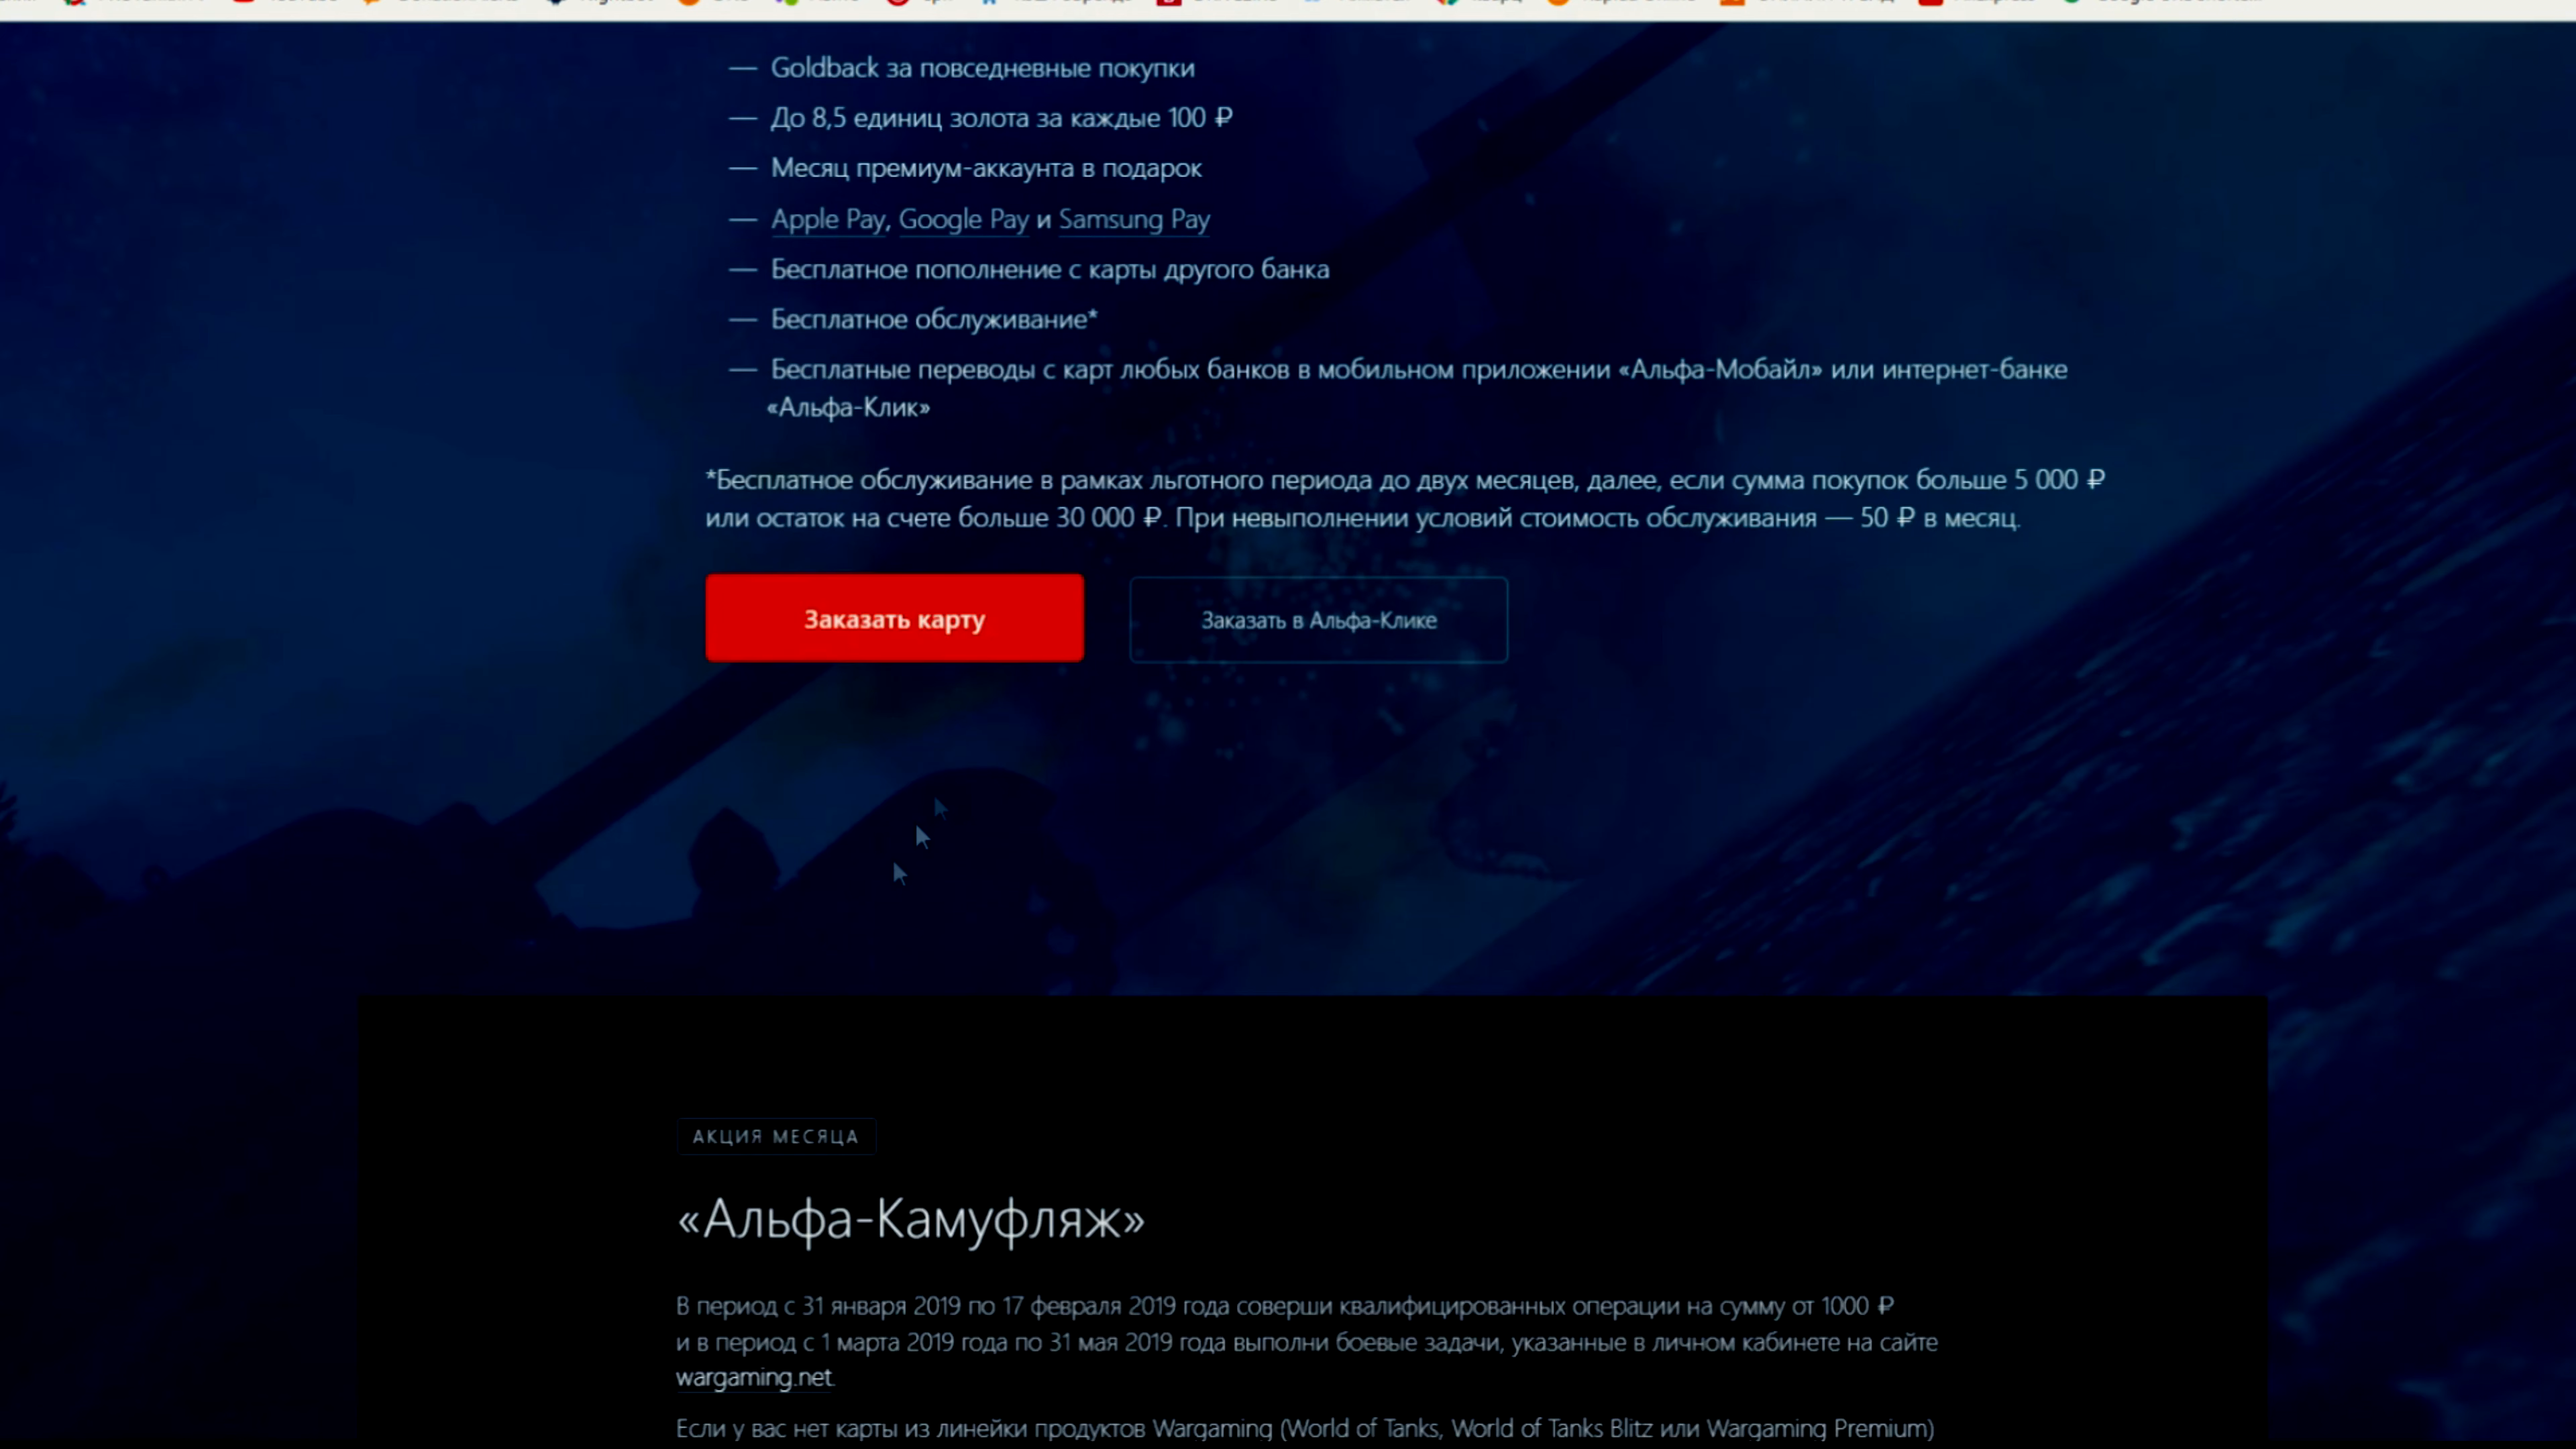 — Goldback за повседневные покупки
— До 8,5 единиц золота за каждые 100 ₽
— Месяц премиум-аккаунта в подарок
— Apple Pay, Google Pay и Samsung Pay
— Бесплатное пополнение с карты другого банка
— Бесплатное обслуживание*
— Бесплатные переводы с карт любых банков в мобильном приложении «Альфа-Мобайл» или интернет-банке
«Альфа-Клик»
*Бесплатное обслуживание в рамках льготного периода до двух месяцев, далее, если сумма покупок больше 5 000 ₽
или остаток на счете больше 30 000 ₽. При невыполнении условий стоимость обслуживания — 50 ₽ в месяц.
Заказать карту
Заказать в Альфа-Клике
АКЦИЯ МЕСЯЦА
«Альфа-Камуфляж»
В период с 31 января 2019 по 17 февраля 2019 года соверши квалифицированных операции на сумму от 1000 ₽
и в период с 1 марта 2019 года по 31 мая 2019 года выполни боевые задачи, указанные в личном кабинете на сайте
wargaming.net.
Если у вас нет карты из линейки продуктов Wargaming (World of Tanks, World of Tanks Blitz или Wargaming Premium)